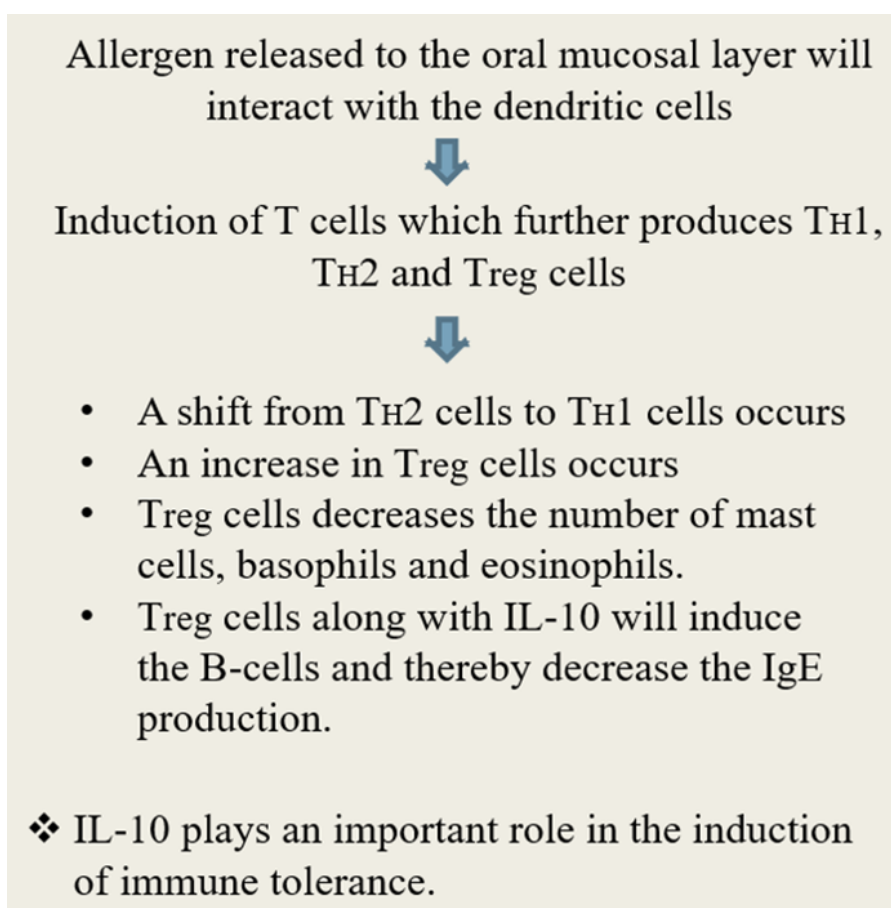 Allergen released to the oral mucosal layer will
interact with the dendritic cells
Induction of T cells which further produces TH1,
TH2 and Treg cells
• A shift from TH2 cells to TH1 cells occurs
• An increase in Treg cells occurs
• Treg cells decreases the number of mast
cells, basophils and eosinophils.
• Treg cells along with IL-10 will induce
the B-cells and thereby decrease the IgE
production.
❖ IL-10 plays an important role in the induction
of immune tolerance.